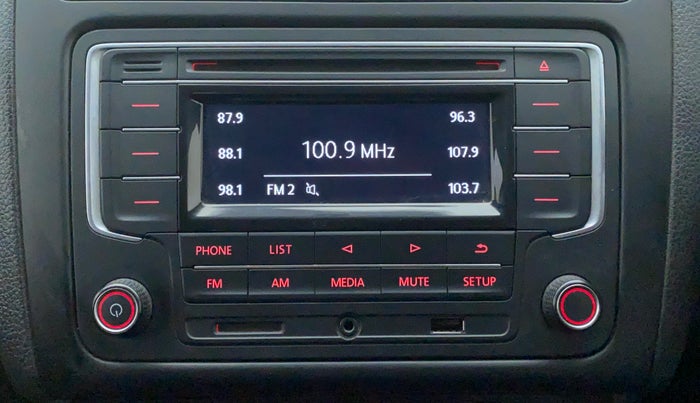 87.9 96.3
88.1 100.9 MHz 107.9
98.1 FM 2 103.7
PHONE LIST
FM AM MEDIA MUTE SETUP